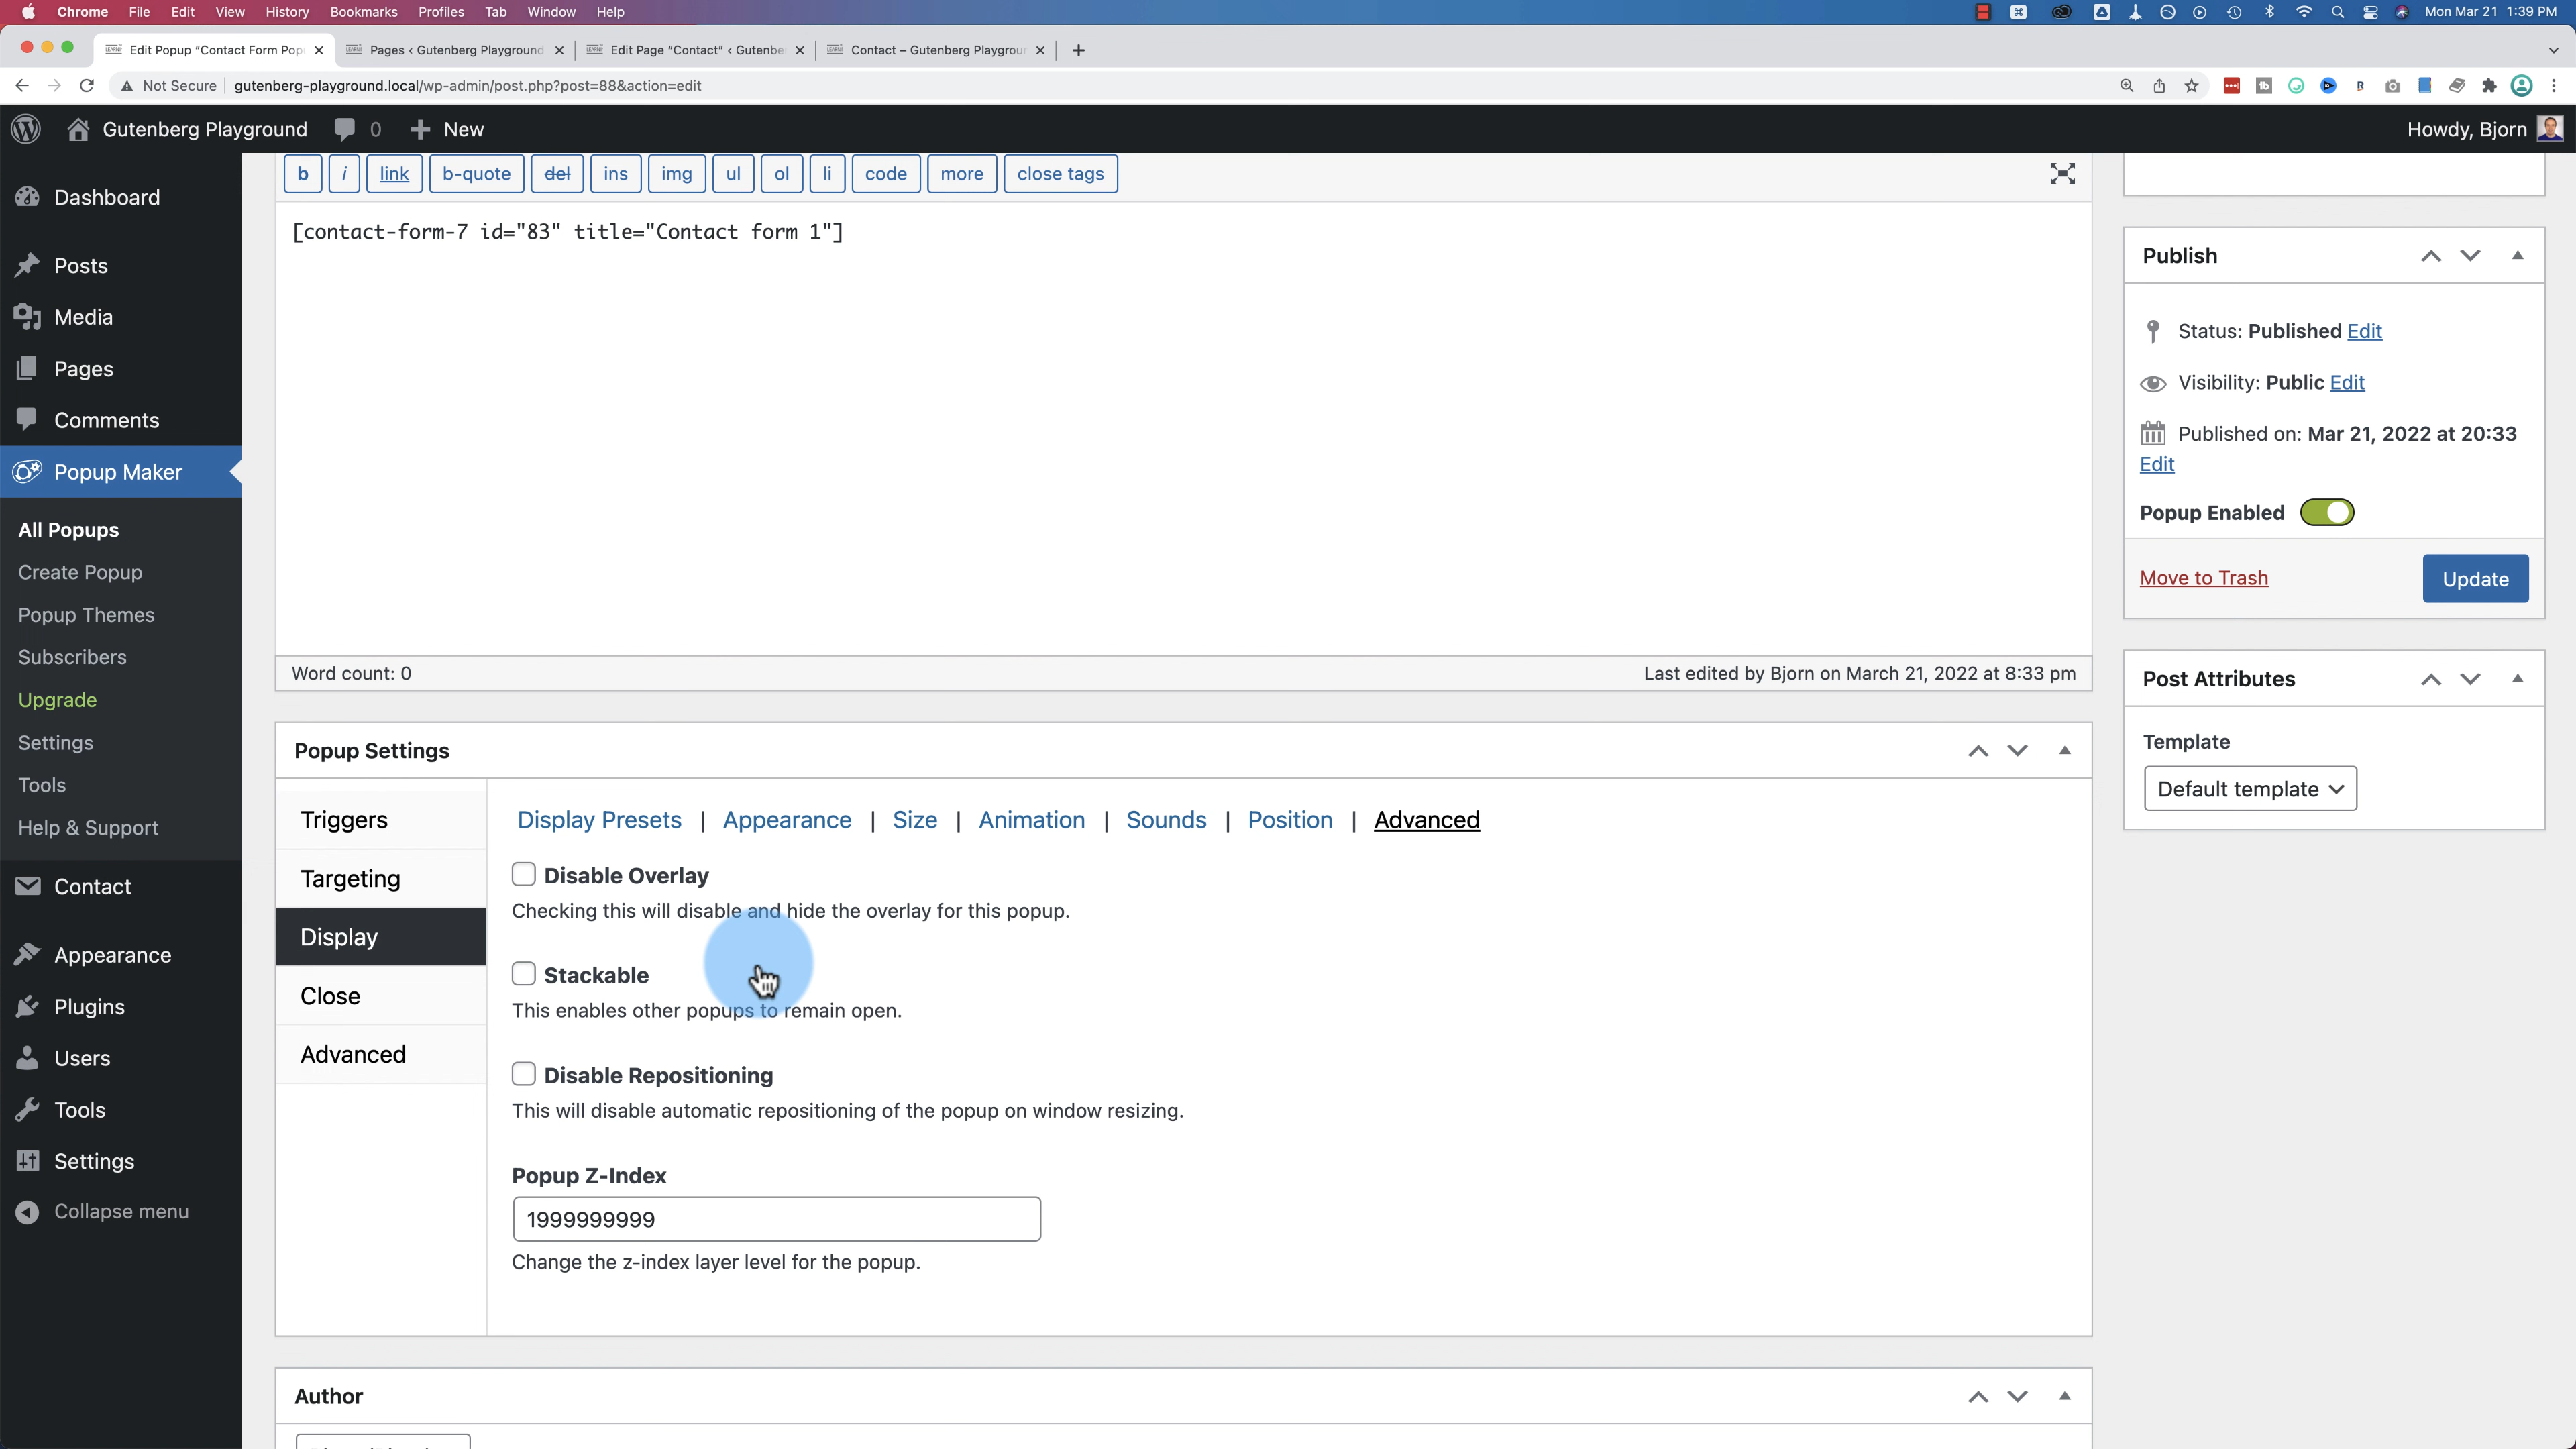 Chrome File Edit View History Bookmarks Profiles Tab Window Help Mon Mar 21 1:39 PM
Edit Popup “Contact Form Pop Pages ‹ Gutenberg Playground Edit Page “Contact” ‹ Gutenbe Contact – Gutenberg Playgrour
Not Secure gutenberg-playground.local/wp-admin/post.php?post=88&action=edit
Gutenberg Playground 0 New Howdy, Bjorn
Dashboard
Posts
Media
Pages
Comments
Popup Maker
All Popups
Create Popup
Popup Themes
Subscribers
Upgrade
Settings
Tools
Help & Support
Contact
Appearance
Plugins
Users
Tools
Settings
Collapse menu
b i link b-quote del ins img ul ol li code more close tags
[contact-form-7 id="83" title="Contact form 1"]
Word count: 0 Last edited by Bjorn on March 21, 2022 at 8:33 pm
Popup Settings
Triggers
Targeting
Display
Close
Advanced
Display Presets | Appearance | Size | Animation | Sounds | Position | Advanced
Disable Overlay
Checking this will disable and hide the overlay for this popup.
Stackable
This enables other popups to remain open.
Disable Repositioning
This will disable automatic repositioning of the popup on window resizing.
Popup Z-Index
1999999999
Change the z-index layer level for the popup.
Author
Publish
Status: Published Edit
Visibility: Public Edit
Published on: Mar 21, 2022 at 20:33
Edit
Popup Enabled
Move to Trash Update
Post Attributes
Template
Default template